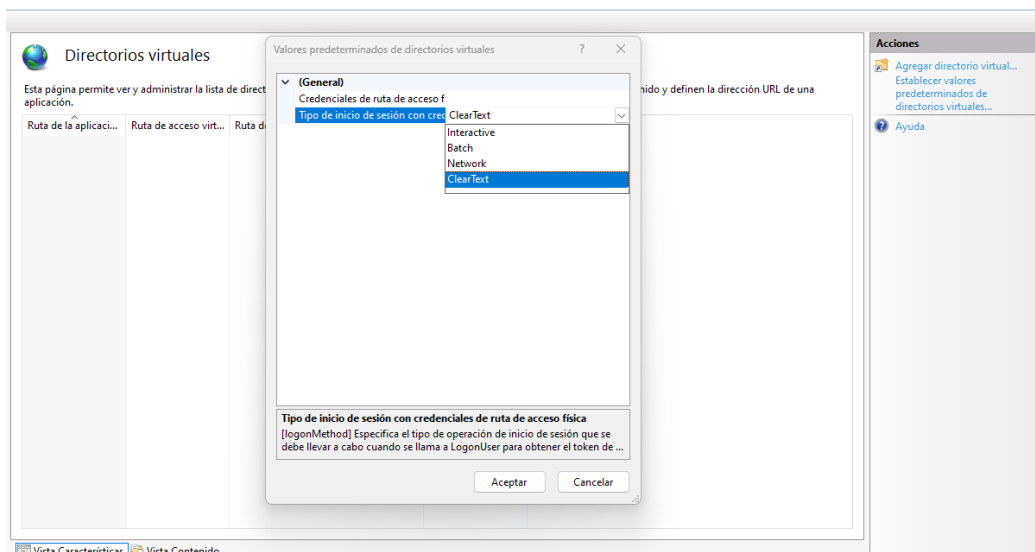 Directorios virtuales
Esta página permite ver y administrar la lista de direct
nido y definen la dirección URL de una
aplicación.
Ruta de la aplicaci... Ruta de acceso virt... Ruta d
Valores predeterminados de directorios virtuales ? ×
(General)
Credenciales de ruta de acceso f
Tipo de inicio de sesión con cred ClearText
Interactive
Batch
Network
ClearText
Tipo de inicio de sesión con credenciales de ruta de acceso física
[logonMethod] Especifica el tipo de operación de inicio de sesión que se
debe llevar a cabo cuando se llama a LogonUser para obtener el token de ...
Aceptar Cancelar
Acciones
Agregar directorio virtual...
Establecer valores
predeterminados de
directorios virtuales...
Ayuda
Vista Características Vista Contenido